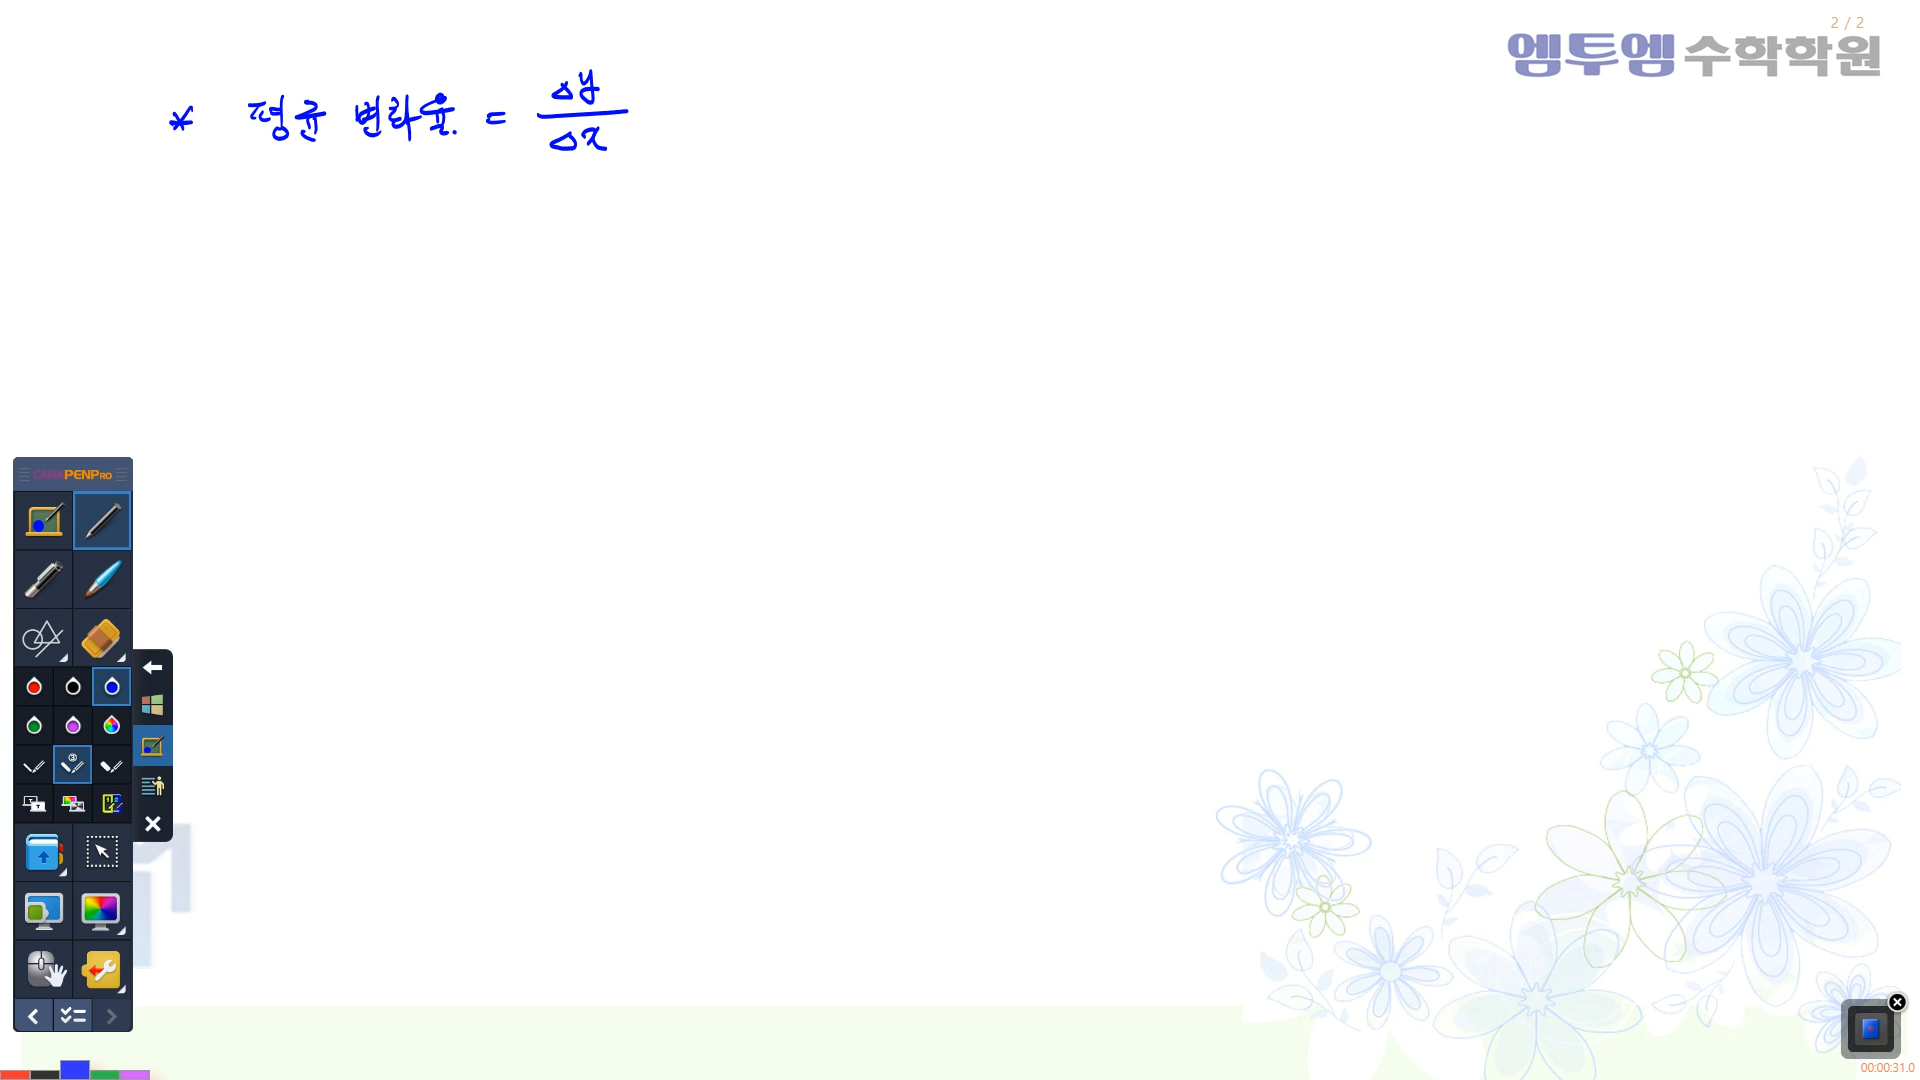 2 / 2
엠투엠 수학학원
* 평균 변화율. = Δy/Δx
CARAPENPRO
00:00:31.0